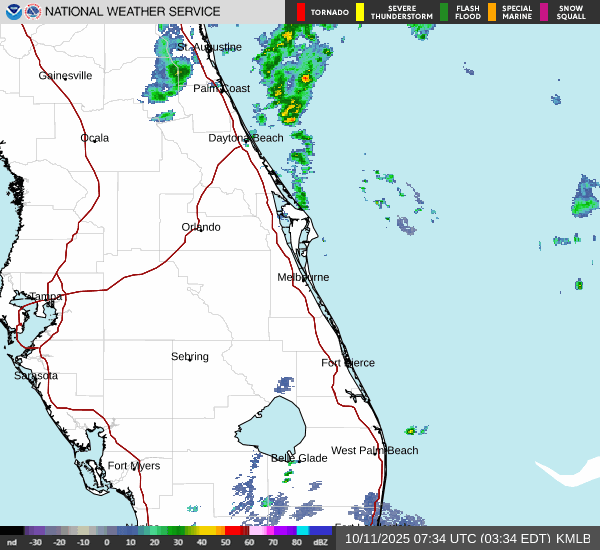 NATIONAL WEATHER SERVICE
TORNADO
SEVERE
THUNDERSTORM
FLASH
FLOOD
SPECIAL
MARINE
SNOW
SQUALL
St. Augustine
Gainesville
Palm Coast
Ocala
Daytona Beach
Orlando
Melbourne
Tampa
Sebring
Fort Pierce
Sarasota
West Palm Beach
Belle Glade
Fort Myers
nd -30 -20 -10 0 10 20 30 40 50 60 70 80 dBZ
10/11/2025 07:34 UTC (03:34 EDT) KMLB